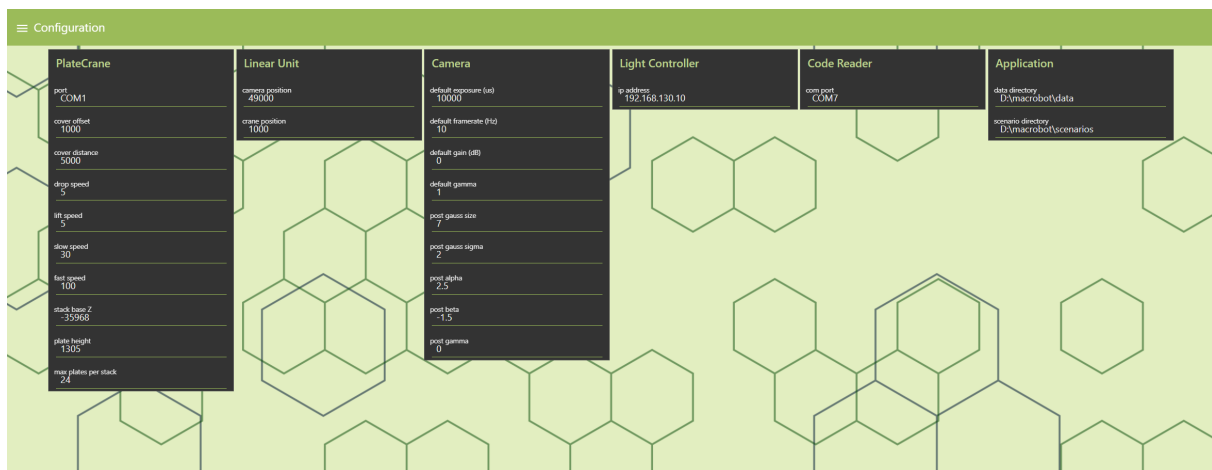 Configuration
PlateCrane
port
COM1
cover offset
1000
cover distance
5000
drop speed
5
lift speed
5
slow speed
30
fast speed
100
stack base Z
-35968
plate height
1305
max plates per stack
24
Linear Unit
camera position
49000
crane position
1000
Camera
default exposure (us)
10000
default framerate (Hz)
10
default gain (dB)
0
default gamma
1
post gauss size
7
post gauss sigma
2
post alpha
2.5
post beta
-1.5
post gamma
0
Light Controller
ip address
192.168.130.10
Code Reader
com port
COM7
Application
data directory
D:\macrobot\data
scenario directory
D:\macrobot\scenarios